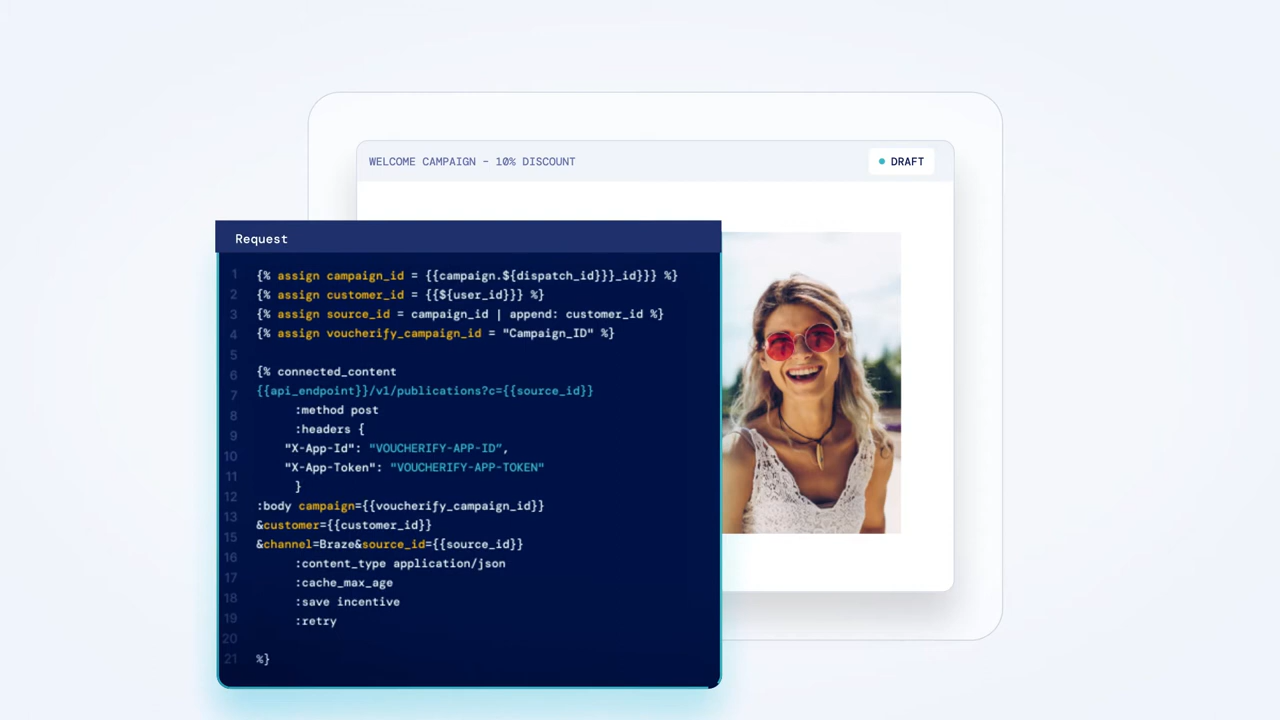 WELCOME CAMPAIGN - 10% DISCOUNT
DRAFT
Request
1 {% assign campaign_id = {{campaign.${dispatch_id}}}_id}}} %}
2 {% assign customer_id = {{${user_id}}} %}
3 {% assign source_id = campaign_id | append: customer_id %}
4 {% assign voucherify_campaign_id = "Campaign_ID" %}
5
6 {% connected_content
7 {{api_endpoint}}/v1/publications?c={{source_id}}
8 :method post
9 :headers {
10 "X-App-Id": "VOUCHERIFY-APP-ID",
11 "X-App-Token": "VOUCHERIFY-APP-TOKEN"
12 }
13 :body campaign={{voucherify_campaign_id}}
15 &customer={{customer_id}}
16 &channel=Braze&source_id={{source_id}}
17 :content_type application/json
18 :cache_max_age
19 :save incentive
20 :retry
21 %}